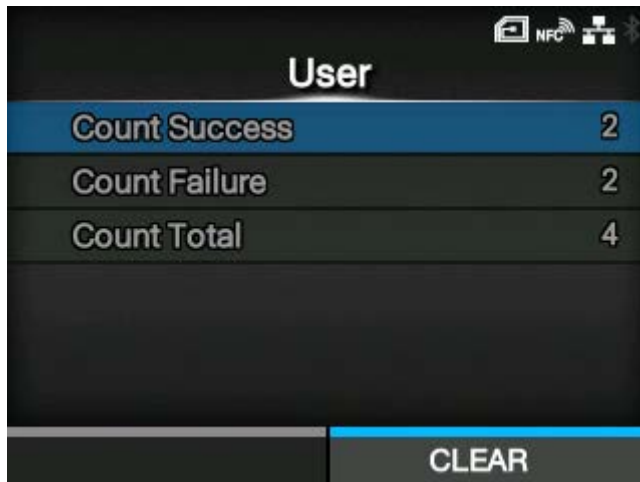 NFC
User
Count Success 2
Count Failure 2
Count Total 4
CLEAR